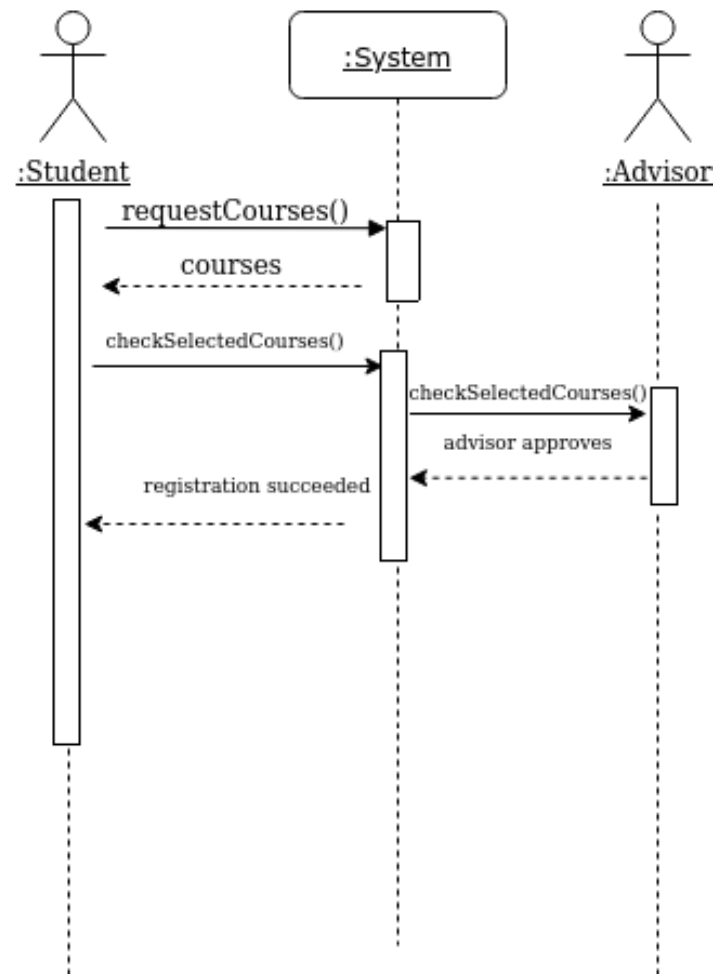 :System
:Student
:Advisor
requestCourses()
courses
checkSelectedCourses()
checkSelectedCourses()
advisor approves
registration succeeded